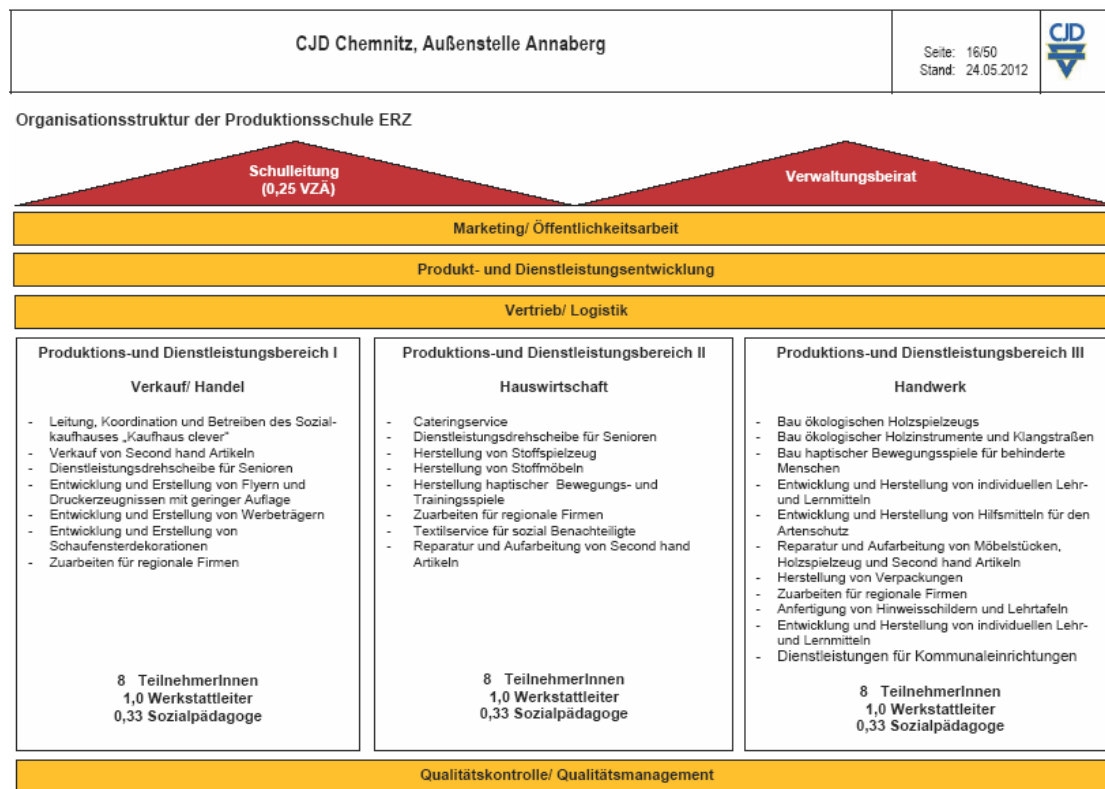 CJD Chemnitz, Außenstelle Annaberg
Seite: 16/50
Stand: 24.05.2012
CJD
Organisationsstruktur der Produktionsschule ERZ
Schulleitung
(0,25 VZÄ)
Verwaltungsbeirat
Marketing/ Öffentlichkeitsarbeit
Produkt- und Dienstleistungsentwicklung
Vertrieb/ Logistik
Produktions-und Dienstleistungsbereich I
Verkauf/ Handel
- Leitung, Koordination und Betreiben des Sozial-
kaufhauses „Kaufhaus clever“
- Verkauf von Second hand Artikeln
- Dienstleistungsdrehscheibe für Senioren
- Entwicklung und Erstellung von Flyern und
Druckerzeugnissen mit geringer Auflage
- Entwicklung und Erstellung von Werbeträgern
- Entwicklung und Erstellung von
Schaufensterdekorationen
- Zuarbeiten für regionale Firmen
8 TeilnehmerInnen
1,0 Werkstattleiter
0,33 Sozialpädagoge
Produktions-und Dienstleistungsbereich II
Hauswirtschaft
- Cateringservice
- Dienstleistungsdrehscheibe für Senioren
- Herstellung von Stoffspielzeug
- Herstellung von Stoffmöbeln
- Herstellung haptischer Bewegungs- und
Trainingsspiele
- Zuarbeiten für regionale Firmen
- Textilservice für sozial Benachteiligte
- Reparatur und Aufarbeitung von Second hand
Artikeln
8 TeilnehmerInnen
1,0 Werkstattleiter
0,33 Sozialpädagoge
Produktions-und Dienstleistungsbereich III
Handwerk
- Bau ökologischen Holzspielzeugs
- Bau ökologischer Holzinstrumente und Klangstraßen
- Bau haptischer Bewegungsspiele für behinderte
Menschen
- Entwicklung und Herstellung von individuellen Lehr-
und Lernmitteln
- Entwicklung und Herstellung von Hilfsmitteln für den
Artenschutz
- Reparatur und Aufarbeitung von Möbelstücken,
Holzspielzeug und Second hand Artikeln
- Herstellung von Verpackungen
- Zuarbeiten für regionale Firmen
- Anfertigung von Hinweisschildern und Lehrtafeln
- Entwicklung und Herstellung von individuellen Lehr-
und Lernmitteln
- Dienstleistungen für Kommunaleinrichtungen
8 TeilnehmerInnen
1,0 Werkstattleiter
0,33 Sozialpädagoge
Qualitätskontrolle/ Qualitätsmanagement